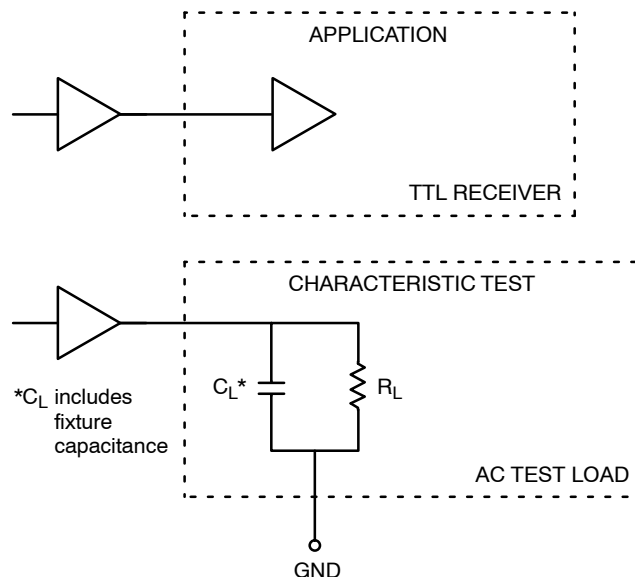 APPLICATION
TTL RECEIVER
CHARACTERISTIC TEST
*CL includes
fixture
capacitance
CL*
RL
AC TEST LOAD
GND